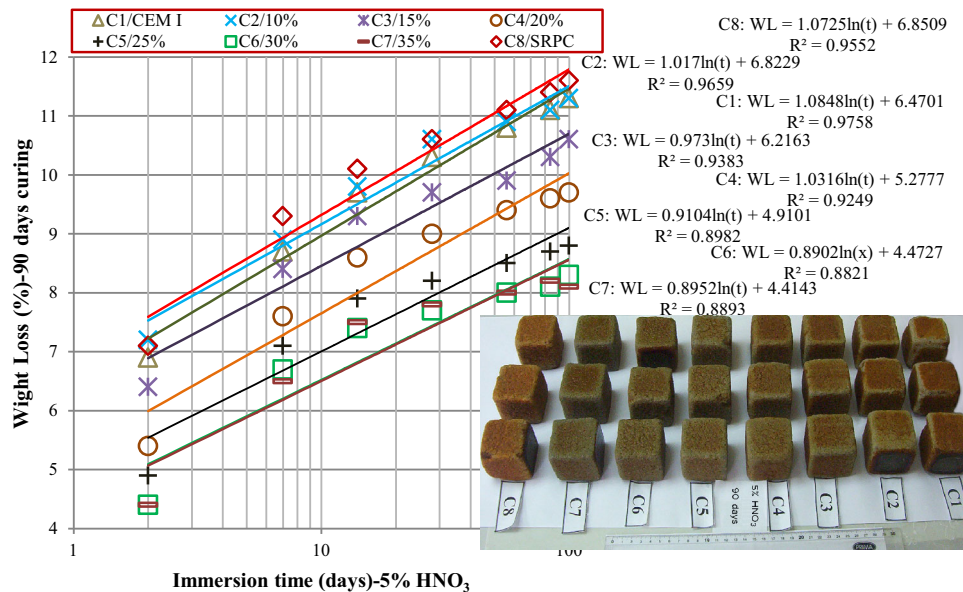 C1/CEM I C2/10% C3/15% C4/20%
C5/25% C6/30% C7/35% C8/SRPC
C8: WL = 1.0725ln(t) + 6.8509
R² = 0.9552
C2: WL = 1.017ln(t) + 6.8229
R² = 0.9659
C1: WL = 1.0848ln(t) + 6.4701
R² = 0.9758
C3: WL = 0.973ln(t) + 6.2163
R² = 0.9383
C4: WL = 1.0316ln(t) + 5.2777
R² = 0.9249
C5: WL = 0.9104ln(t) + 4.9101
R² = 0.8982
C6: WL = 0.8902ln(x) + 4.4727
R² = 0.8821
C7: WL = 0.8952ln(t) + 4.4143
R² = 0.8893
Wight Loss (%)-90 days curing
12
11
10
9
8
7
6
5
4
1 10 100
Immersion time (days)-5% HNO₃
C8 C7 C6 C5 C4 C3 C2 C1
5% HNO₃
90 days